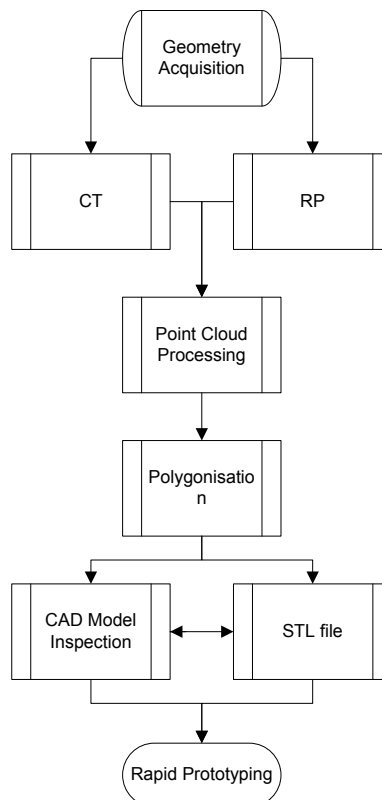 Geometry
Acquisition
CT
RP
Point Cloud
Processing
Polygonisatio
n
CAD Model
Inspection
STL file
Rapid Prototyping